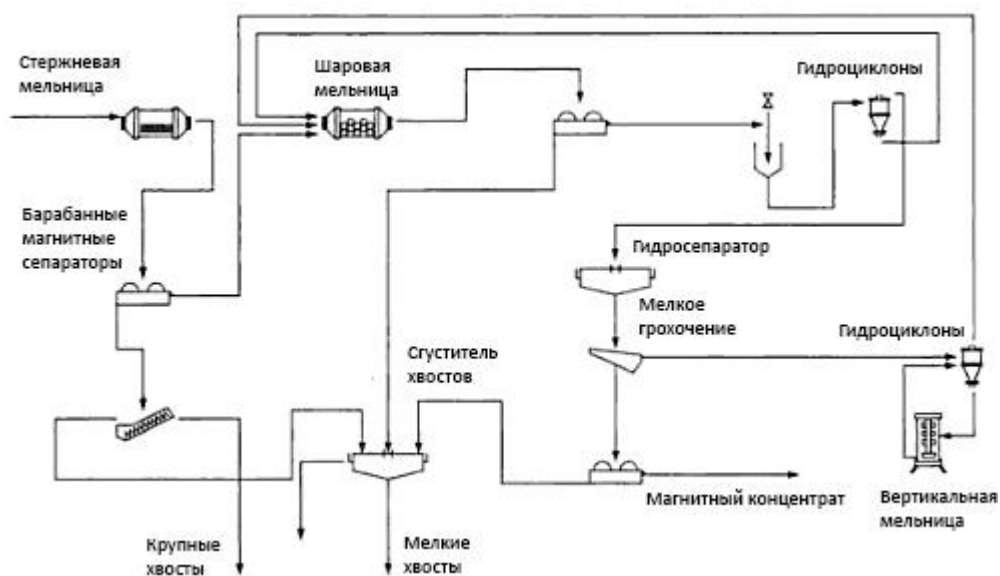 Стержневая
мельница
Шаровая
мельница
Гидроциклоны
Барабанные
магнитные
сепараторы
Гидросепаратор
Мелкое
грохочение
Гидроциклоны
Сгуститель
хвостов
Магнитный концентрат
Вертикальная
мельница
Крупные
хвосты
Мелкие
хвосты